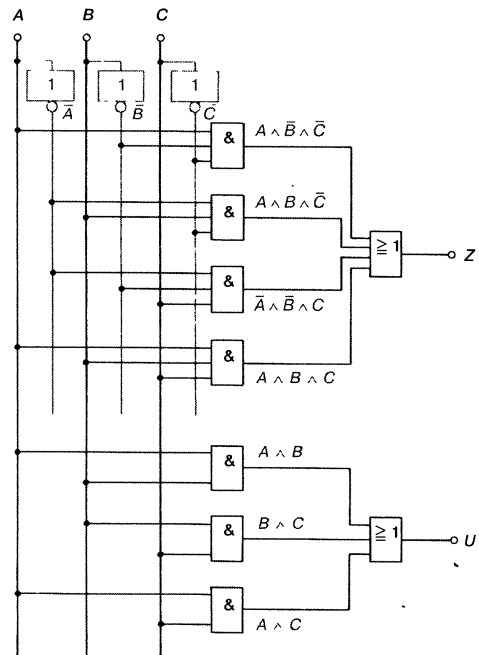 A B C
1 1 1
A̅ B̅ C̅
& A ∧ B̅ ∧ C̅
& A ∧ B ∧ C̅
≧ 1 Z
& A̅ ∧ B̅ ∧ C
& A ∧ B ∧ C
& A ∧ B
& B ∧ C
≧ 1 U
& A ∧ C